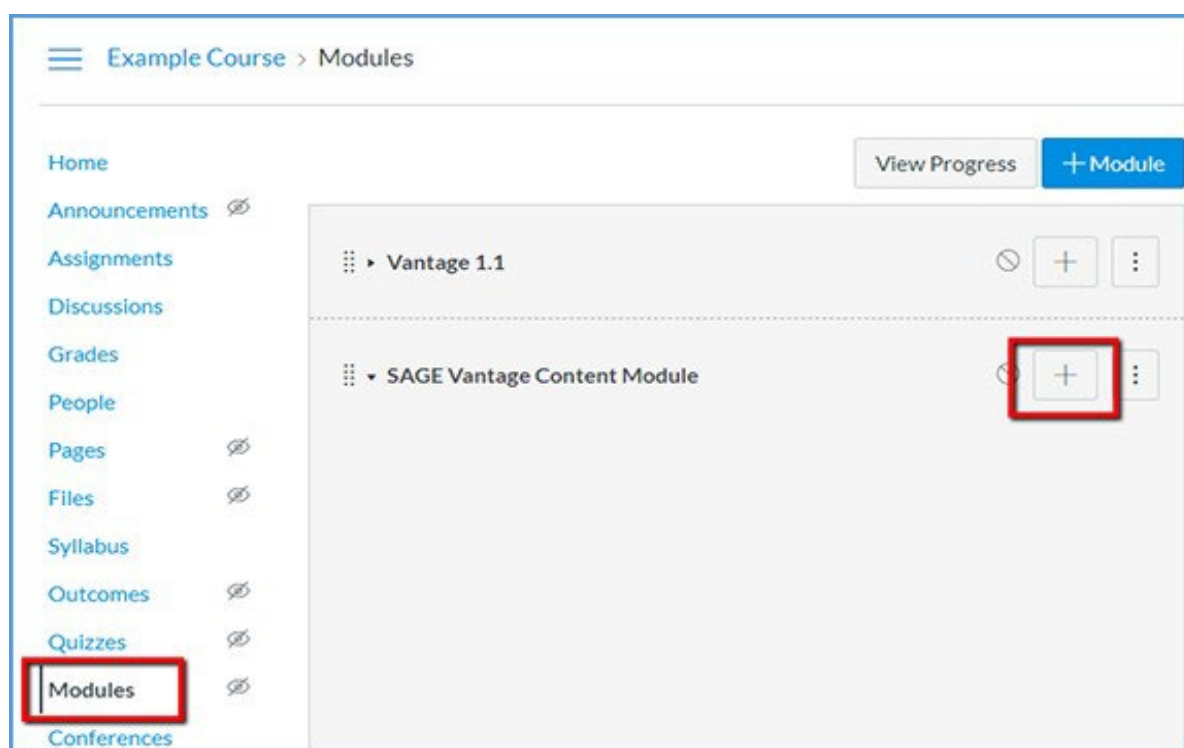 Example Course > Modules
View Progress
+ Module
Home
Announcements
Assignments
Discussions
Grades
People
Pages
Files
Syllabus
Outcomes
Quizzes
Modules
Conferences
Vantage 1.1
SAGE Vantage Content Module